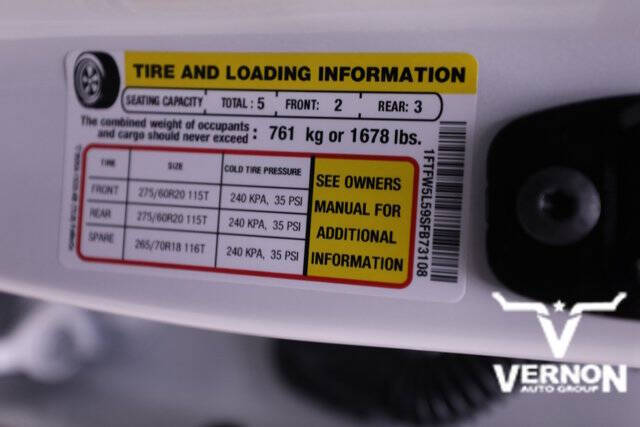 TIRE AND LOADING INFORMATION
SEATING CAPACITY TOTAL : 5 FRONT: 2 REAR: 3
The combined weight of occupants
and cargo should never exceed : 761 kg or 1678 lbs.
TIRE SIZE COLD TIRE PRESSURE
FRONT 275/60R20 115T 240 KPA, 35 PSI
REAR 275/60R20 115T 240 KPA, 35 PSI
SPARE 265/70R18 116T 240 KPA, 35 PSI
SEE OWNERS
MANUAL FOR
ADDITIONAL
INFORMATION
1FTFW5L59SFB73108
VERNON
AUTO GROUP